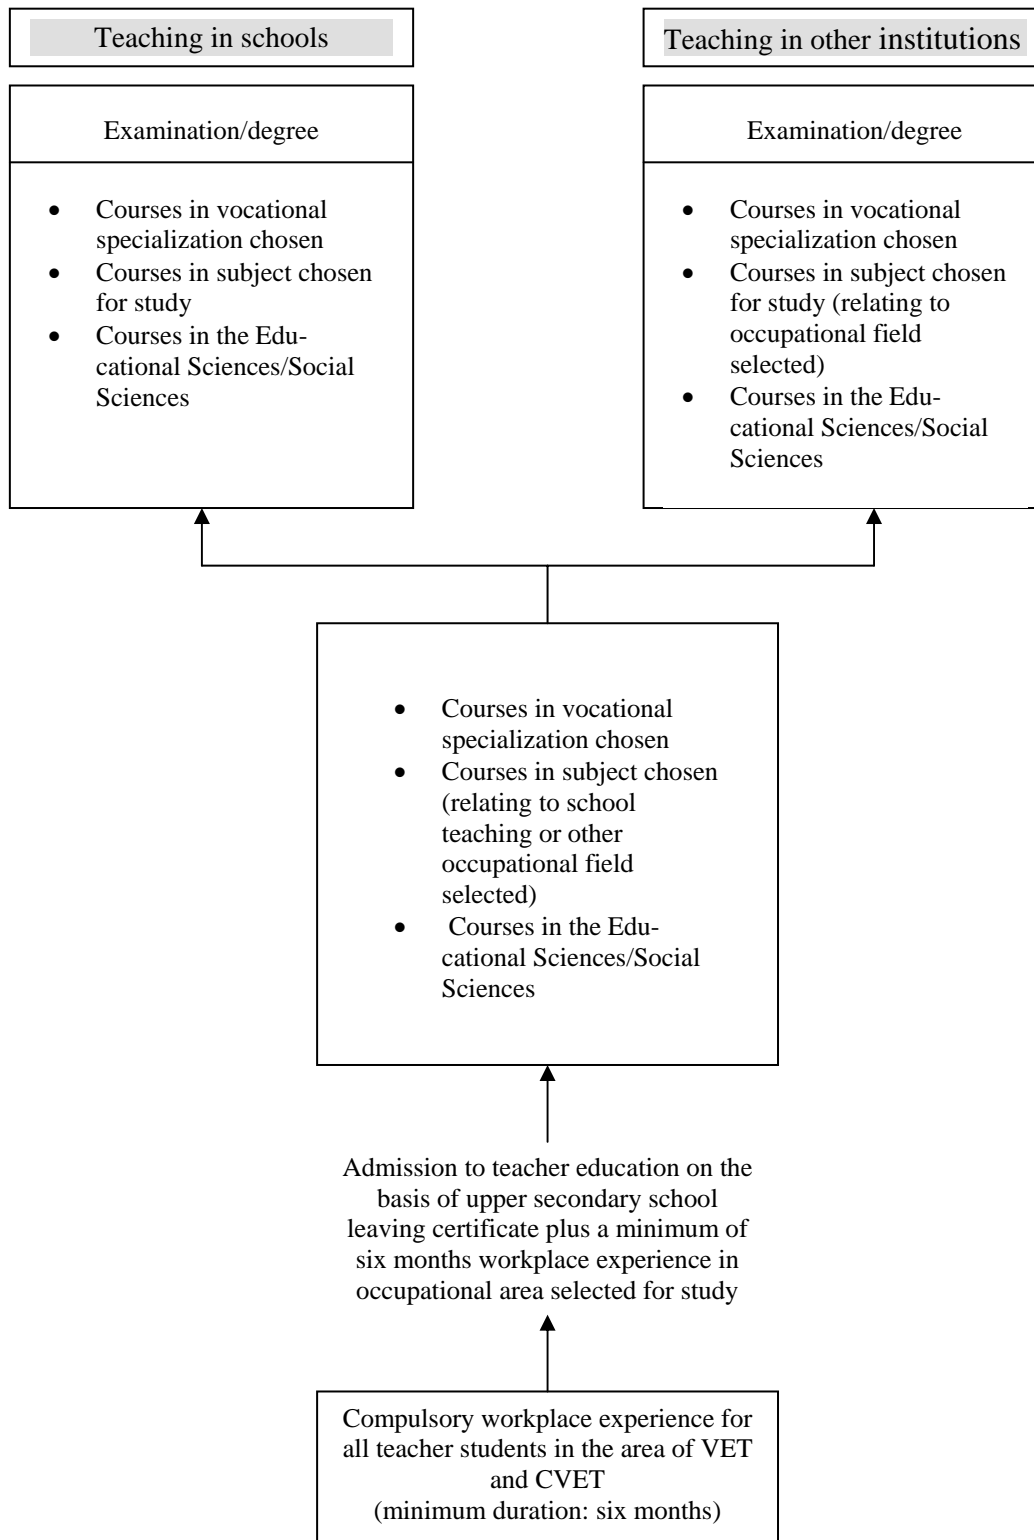 Teaching in schools
Teaching in other institutions
Examination/degree
• Courses in vocational
specialization chosen
• Courses in subject chosen
for study
• Courses in the Edu-
cational Sciences/Social
Sciences
Examination/degree
• Courses in vocational
specialization chosen
• Courses in subject chosen
for study (relating to
occupational field
selected)
• Courses in the Edu-
cational Sciences/Social
Sciences
• Courses in vocational
specialization chosen
• Courses in subject chosen
(relating to school
teaching or other
occupational field
selected)
• Courses in the Edu-
cational Sciences/Social
Sciences
Admission to teacher education on the
basis of upper secondary school
leaving certificate plus a minimum of
six months workplace experience in
occupational area selected for study
Compulsory workplace experience for
all teacher students in the area of VET
and CVET
(minimum duration: six months)